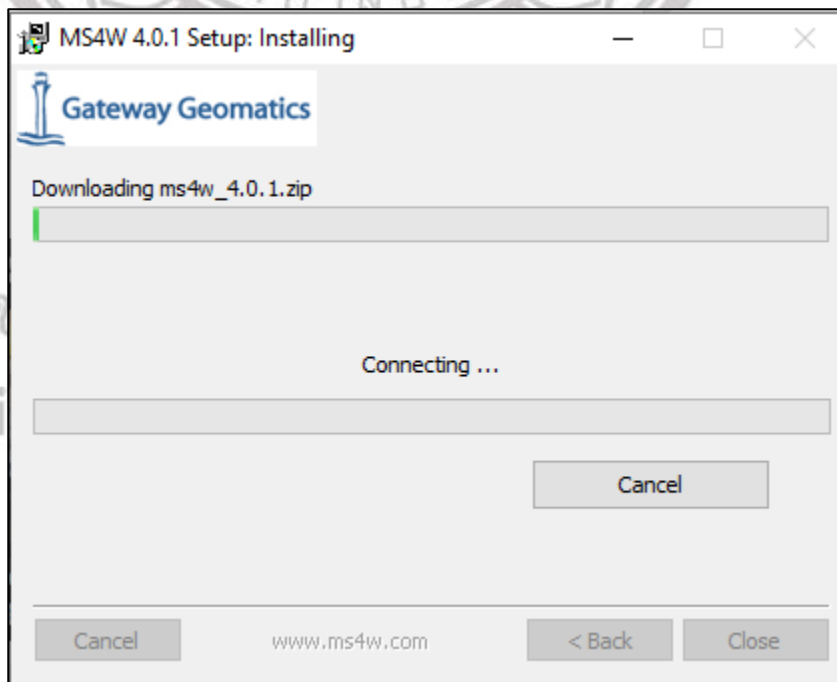 MS4W 4.0.1 Setup: Installing
Gateway Geomatics
Downloading ms4w_4.0.1.zip
Connecting ...
Cancel
Cancel
www.ms4w.com
< Back
Close